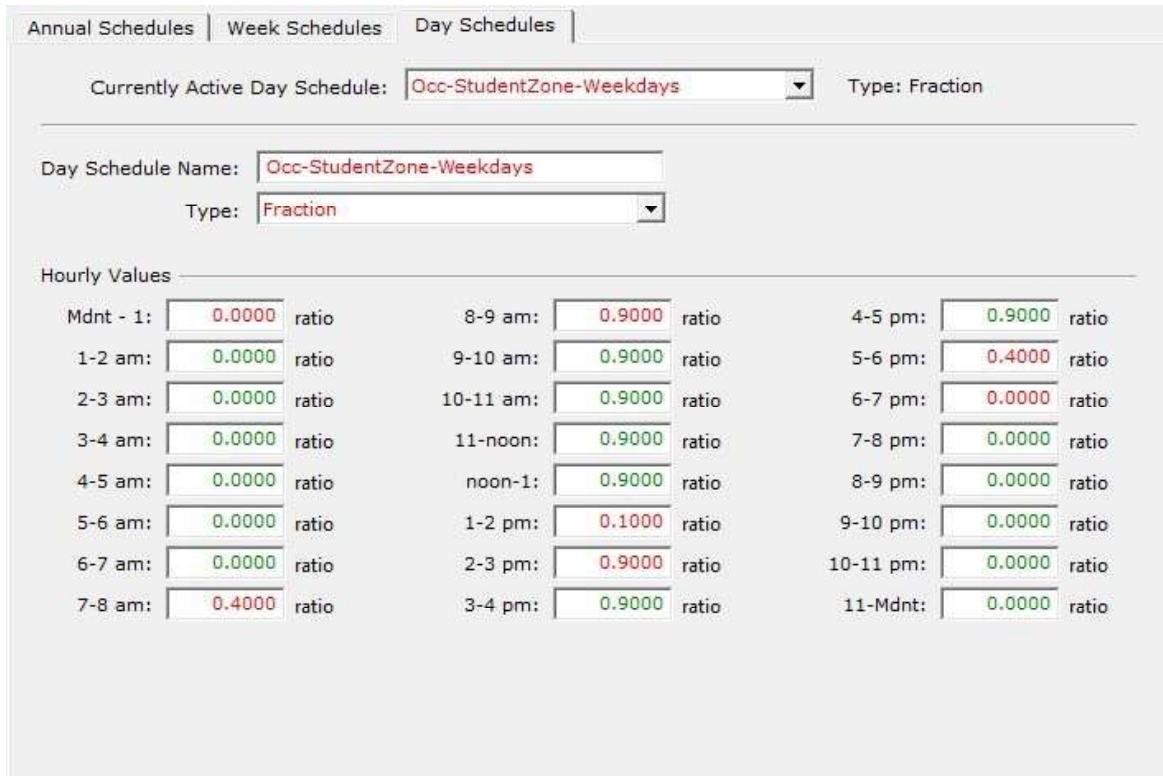 Annual Schedules Week Schedules Day Schedules
Currently Active Day Schedule: Occ-StudentZone-Weekdays Type: Fraction
Day Schedule Name: Occ-StudentZone-Weekdays
Type: Fraction
Hourly Values
Mdnt - 1: 0.0000 ratio 8-9 am: 0.9000 ratio 4-5 pm: 0.9000 ratio
1-2 am: 0.0000 ratio 9-10 am: 0.9000 ratio 5-6 pm: 0.4000 ratio
2-3 am: 0.0000 ratio 10-11 am: 0.9000 ratio 6-7 pm: 0.0000 ratio
3-4 am: 0.0000 ratio 11-noon: 0.9000 ratio 7-8 pm: 0.0000 ratio
4-5 am: 0.0000 ratio noon-1: 0.9000 ratio 8-9 pm: 0.0000 ratio
5-6 am: 0.0000 ratio 1-2 pm: 0.1000 ratio 9-10 pm: 0.0000 ratio
6-7 am: 0.0000 ratio 2-3 pm: 0.9000 ratio 10-11 pm: 0.0000 ratio
7-8 am: 0.4000 ratio 3-4 pm: 0.9000 ratio 11-Mdnt: 0.0000 ratio